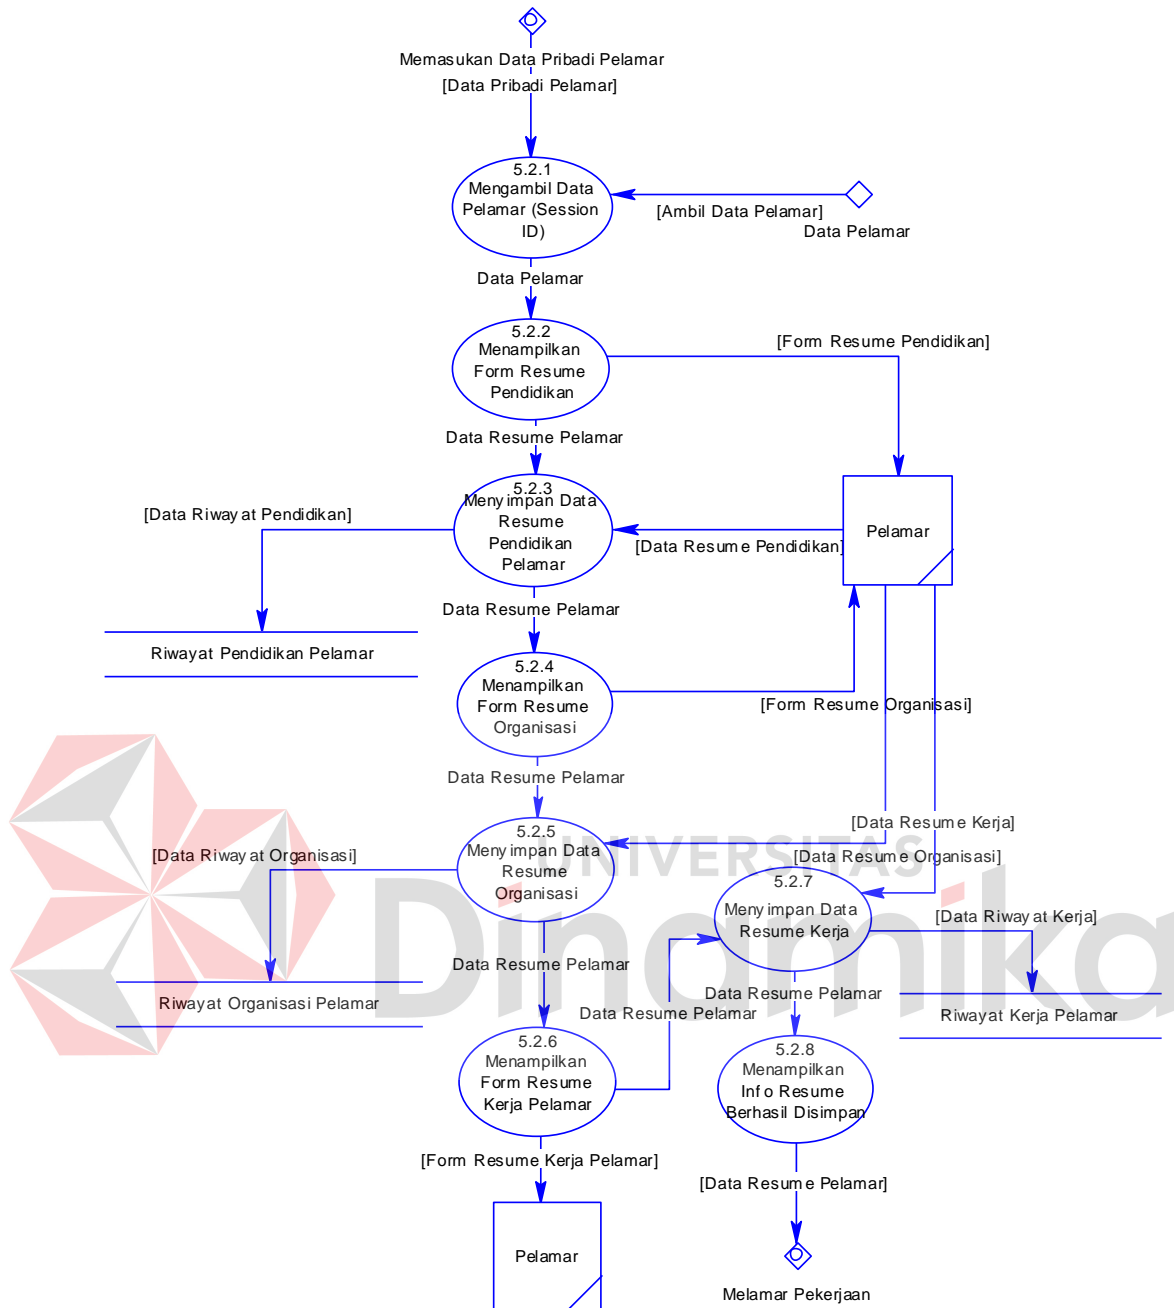 Memasukan Data Pribadi Pelamar
[Data Pribadi Pelamar]
5.2.1
Mengambil Data
Pelamar (Session
ID)
[Ambil Data Pelamar]
Data Pelamar
Data Pelamar
5.2.2
Menampilkan
Form Resume
Pendidikan
[Form Resume Pendidikan]
Data Resume Pelamar
5.2.3
Menyimpan Data
Resume
Pendidikan
Pelamar
[Data Riwayat Pendidikan]
[Data Resume Pendidikan]
Pelamar
Data Resume Pelamar
Riwayat Pendidikan Pelamar
5.2.4
Menampilkan
Form Resume
Organisasi
[Form Resume Organisasi]
Data Resume Pelamar
5.2.5
Menyimpan Data
Resume
Organisasi
[Data Riwayat Organisasi]
[Data Resume Kerja]
[Data Resume Organisasi]
UNIVERSITAS
Dinamika
5.2.7
Menyimpan Data
Resume Kerja
[Data Riwayat Kerja]
Data Resume Pelamar
Data Resume Pelamar
Data Resume Pelamar
Riwayat Organisasi Pelamar
Riwayat Kerja Pelamar
5.2.6
Menampilkan
Form Resume
Kerja Pelamar
5.2.8
Menampilkan
Info Resume
Berhasil Disimpan
[Form Resume Kerja Pelamar]
[Data Resume Pelamar]
Pelamar
Melamar Pekerjaan